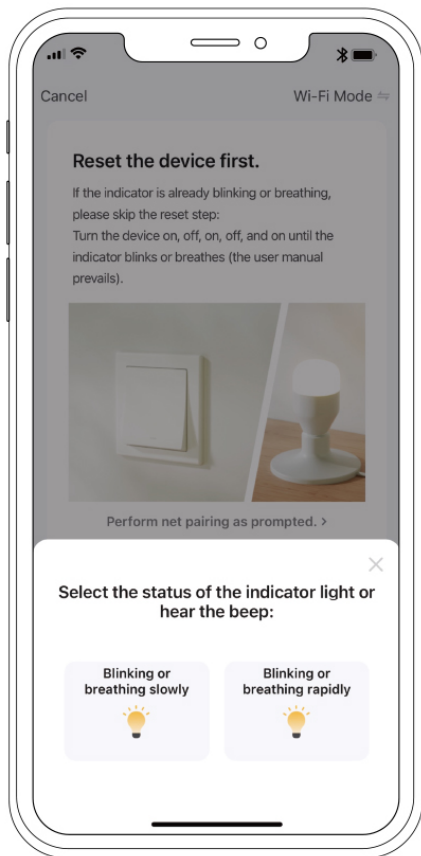 Cancel
Wi-Fi Mode ⇋
Reset the device first.
If the indicator is already blinking or breathing,
please skip the reset step:
Turn the device on, off, on, off, and on until the
indicator blinks or breathes (the user manual
prevails).
Perform net pairing as prompted. >
Select the status of the indicator light or
hear the beep:
Blinking or
breathing slowly
Blinking or
breathing rapidly